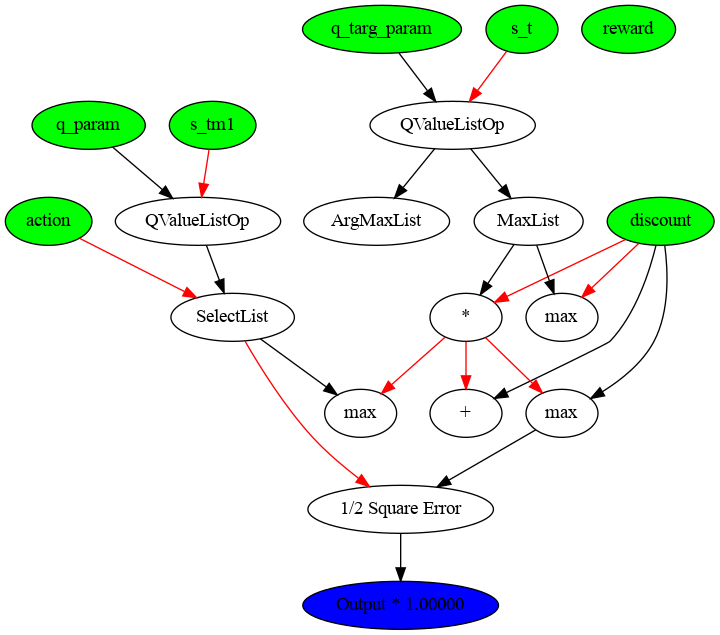 q_targ_param
s_t
reward
q_param
s_tm1
QValueListOp
action
QValueListOp
ArgMaxList
MaxList
discount
SelectList
*
max
max
+
max
1/2 Square Error
Output * 1.00000